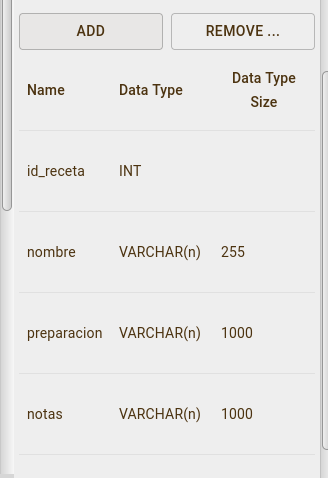 ADD REMOVE ...
Name Data Type Data Type Size
id_receta INT
nombre VARCHAR(n) 255
preparacion VARCHAR(n) 1000
notas VARCHAR(n) 1000